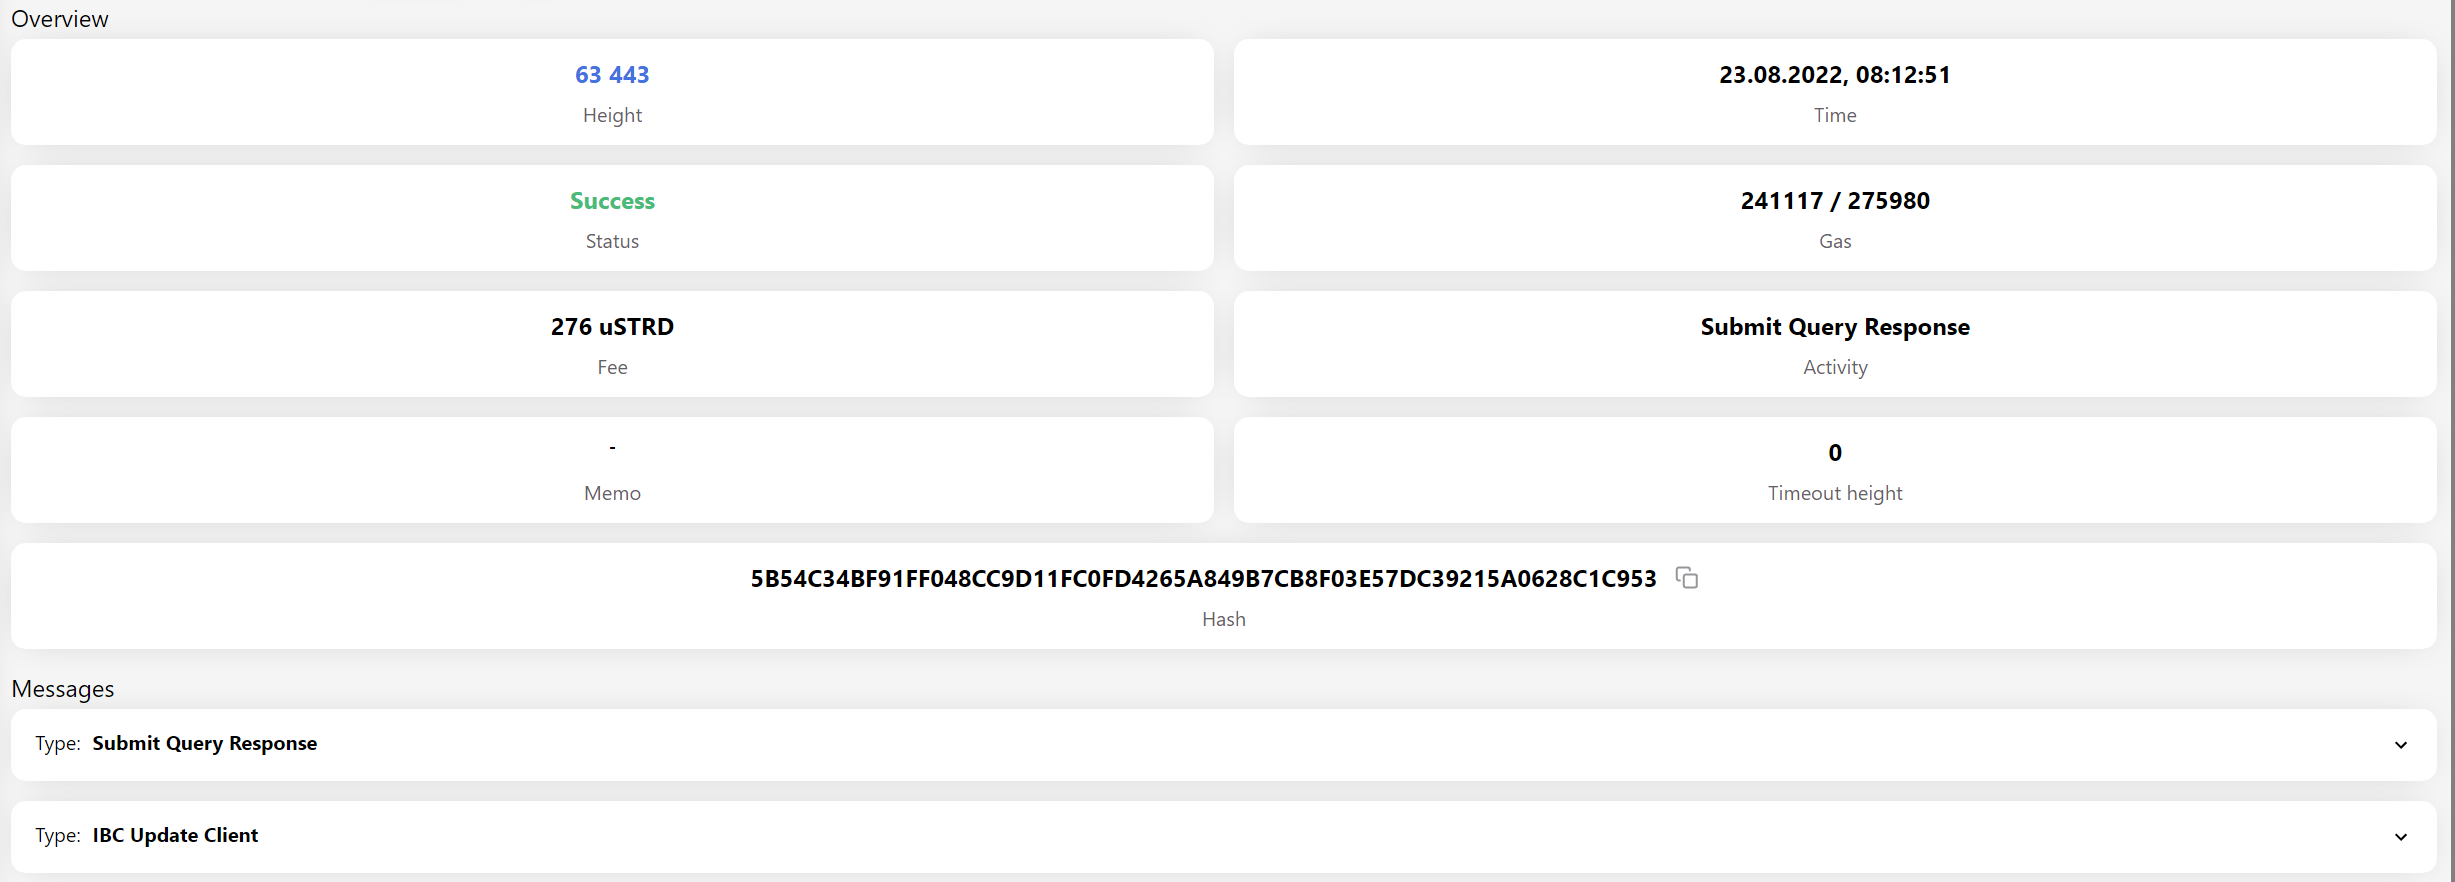 Overview
63 443
Height
23.08.2022, 08:12:51
Time
Success
Status
241117 / 275980
Gas
276 uSTRD
Fee
Submit Query Response
Activity
-
Memo
0
Timeout height
5B54C34BF91FF048CC9D11FC0FD4265A849B7CB8F03E57DC39215A0628C1C953
Hash
Messages
Type: Submit Query Response
Type: IBC Update Client